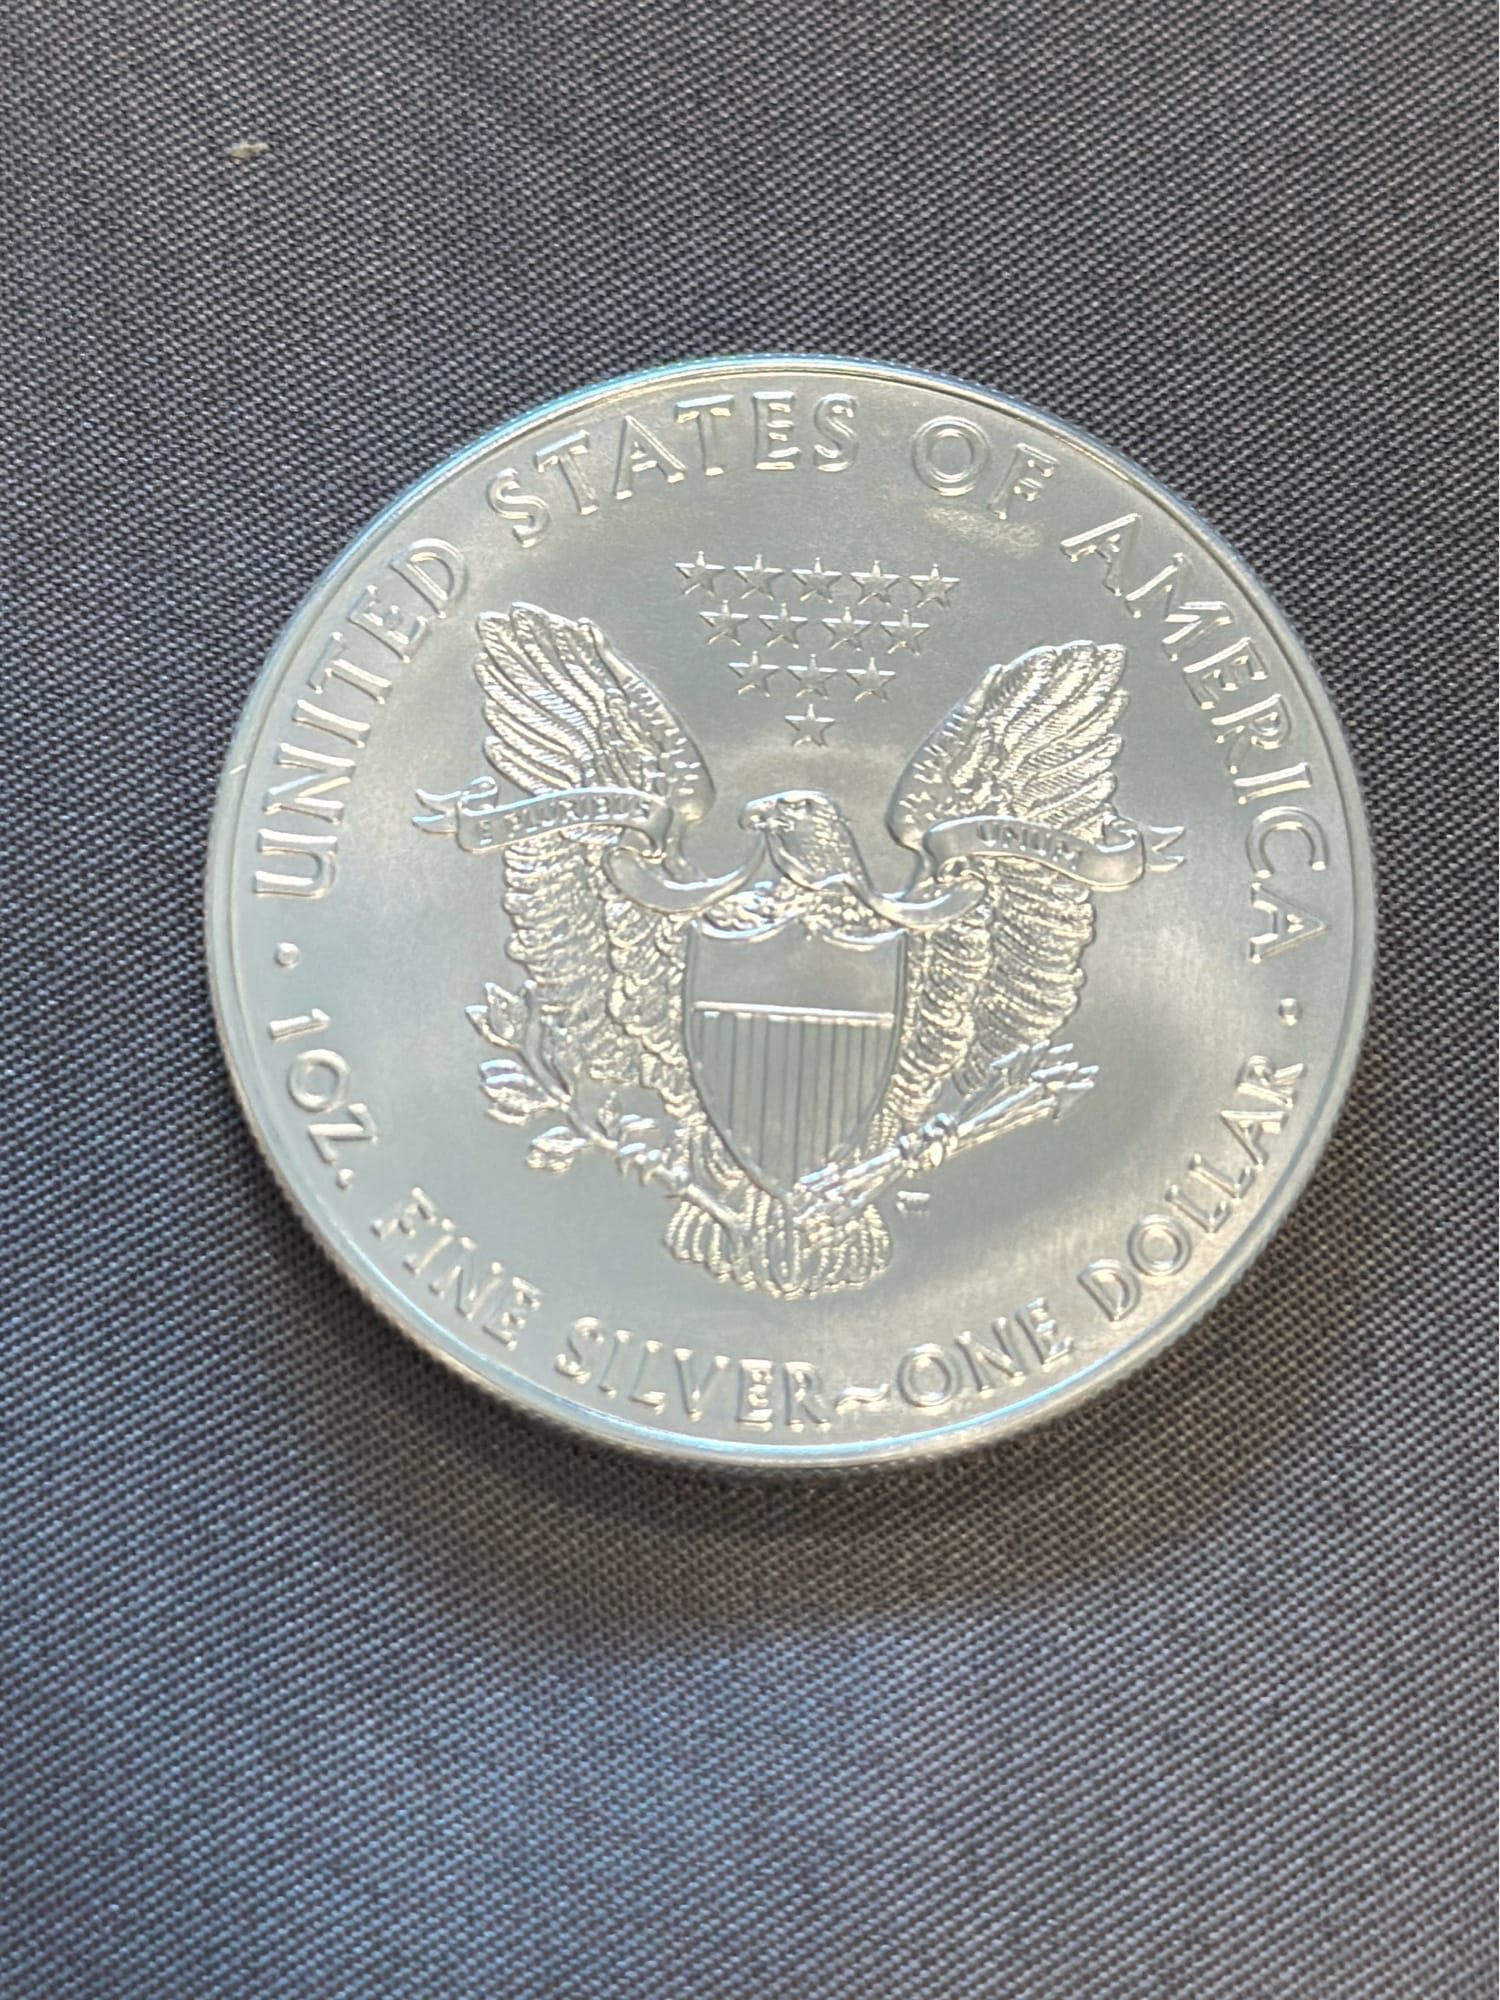 UNITED STATES OF AMERICA
E PLURIBUS UNUM
1 OZ. FINE SILVER~ONE DOLLAR